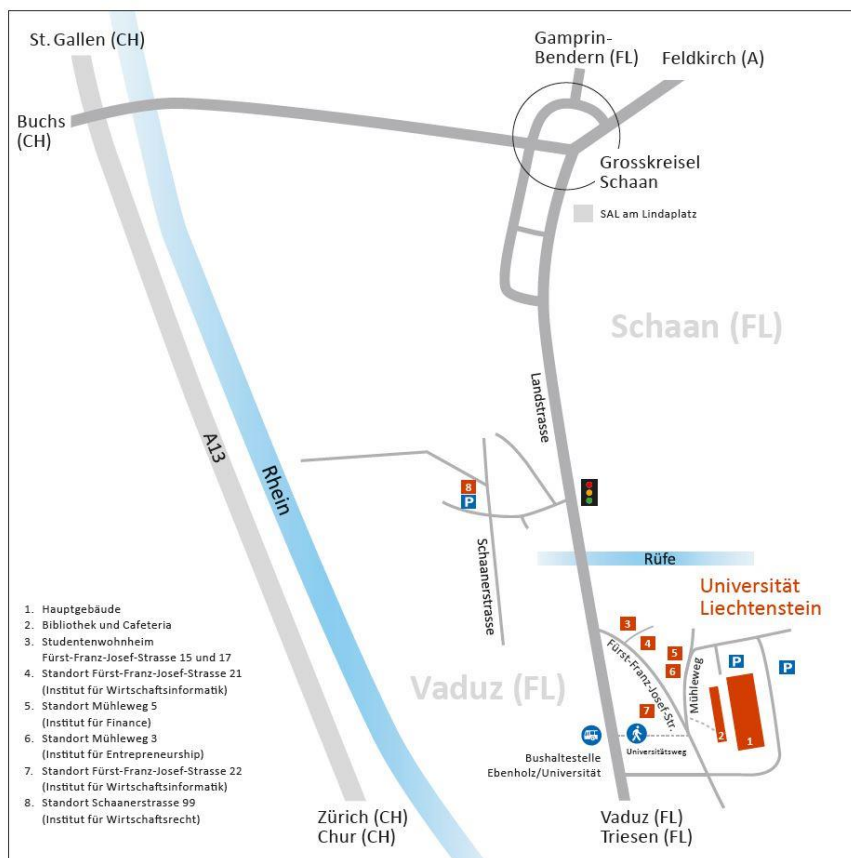 St. Gallen (CH)
Gamprin-
Bendern (FL)
Feldkirch (A)
Buchs
(CH)
Grosskreisel
Schaan
SAL am Lindaplatz
Schaan (FL)
Landstrasse
A13
Rhein
8
P
Schaanerstrasse
Rüfe
Universität
Liechtenstein
1. Hauptgebäude
2. Bibliothek und Cafeteria
3. Studentenwohnheim
Fürst-Franz-Josef-Strasse 15 und 17
4. Standort Fürst-Franz-Josef-Strasse 21
(Institut für Wirtschaftsinformatik)
5. Standort Mühleweg 5
(Institut für Finance)
6. Standort Mühleweg 3
(Institut für Entrepreneurship)
7. Standort Fürst-Franz-Josef-Strasse 22
(Institut für Wirtschaftsinformatik)
8. Standort Schaanerstrasse 99
(Institut für Wirtschaftsrecht)
Vaduz (FL)
3
4
5
6
7
Fürst-Franz-Josef-Str.
Mühleweg
P
P
2
1
Universitätsweg
Bushaltestelle
Ebenholz/Universität
Zürich (CH)
Chur (CH)
Vaduz (FL)
Triesen (FL)